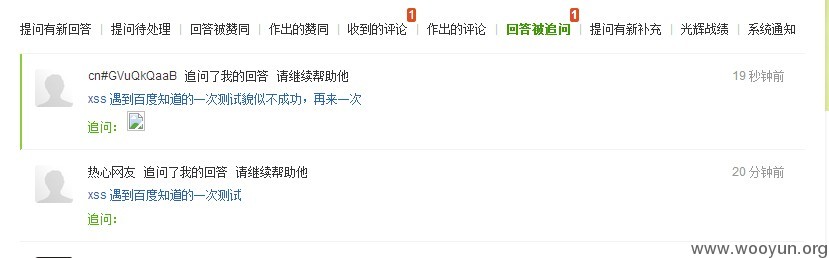 提问有新回答 | 提问待处理 | 回答被赞同 | 作出的赞同 | 收到的评论 1 | 作出的评论 | 回答被追问 1 | 提问有新补充 | 光辉战绩 | 系统通知
cn#GVuQkQaaB 追问了我的回答 请继续帮助他 19 秒钟前
xss 遇到百度知道的一次测试貌似不成功，再来一次
追问：
热心网友 追问了我的回答 请继续帮助他 20 分钟前
xss 遇到百度知道的一次测试
追问：
www.wooyun.org